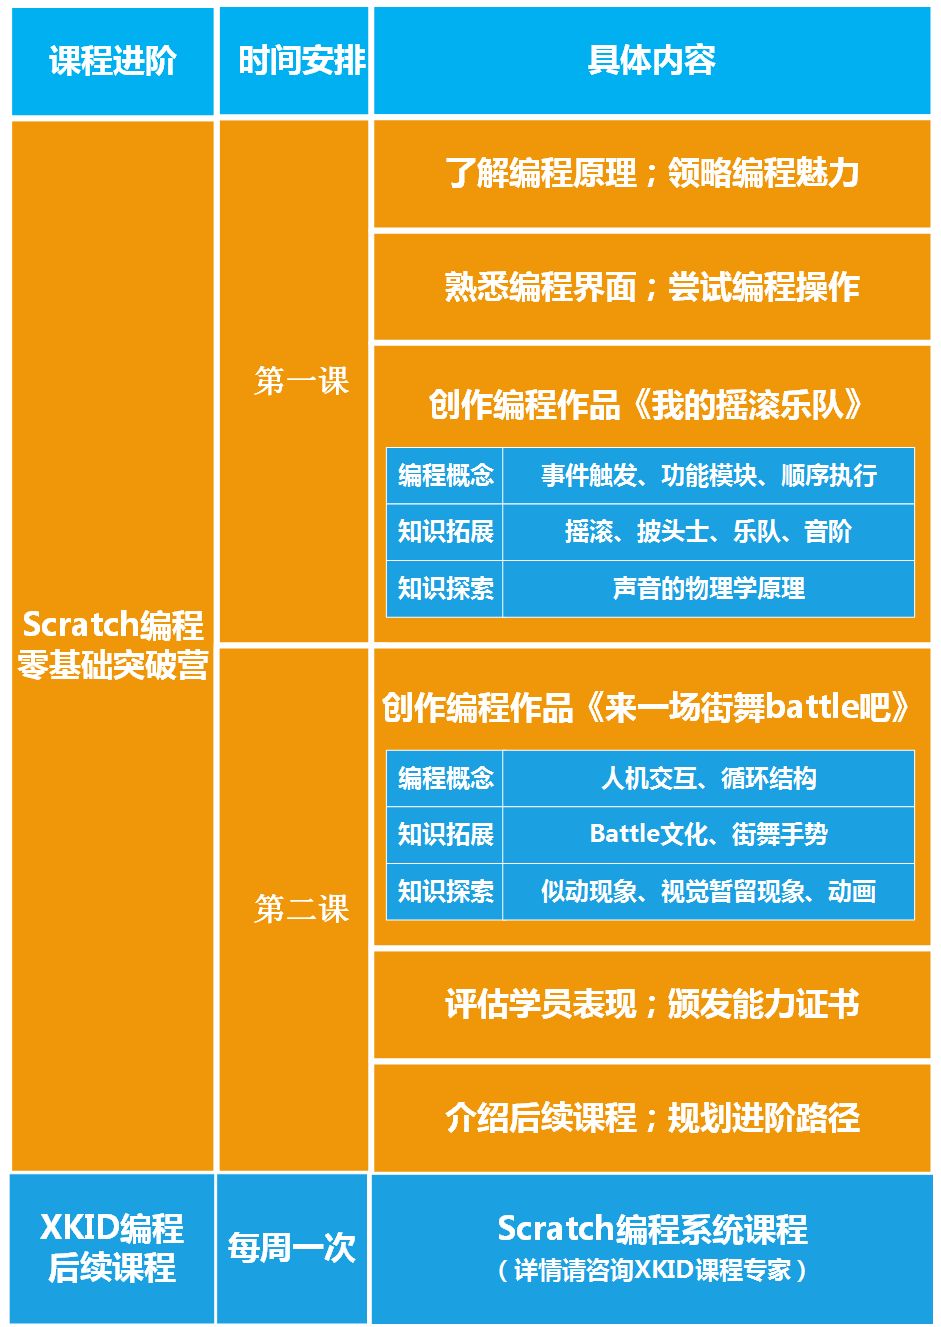 课程进阶
时间安排
具体内容
Scratch编程
零基础突破营
第一课
了解编程原理；领略编程魅力
熟悉编程界面；尝试编程操作
创作编程作品《我的摇滚乐队》
编程概念
事件触发、功能模块、顺序执行
知识拓展
摇滚、披头士、乐队、音阶
知识探索
声音的物理学原理
第二课
创作编程作品《来一场街舞battle吧》
编程概念
人机交互、循环结构
知识拓展
Battle文化、街舞手势
知识探索
似动现象、视觉暂留现象、动画
评估学员表现；颁发能力证书
介绍后续课程；规划进阶路径
XKID编程
后续课程
每周一次
Scratch编程系统课程
（详情请咨询XKID课程专家）